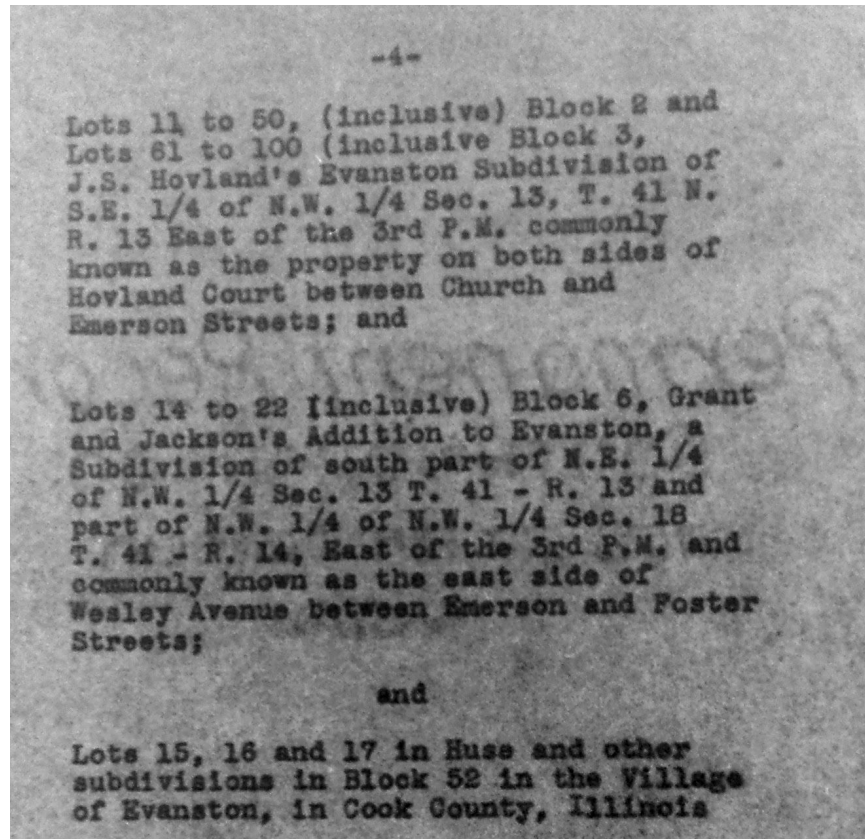 -4-
Lots 11 to 50, (inclusive) Block 2 and
Lots 61 to 100 (inclusive Block 3,
J.S. Hovland's Evanston Subdivision of
S.E. 1/4 of N.W. 1/4 Sec. 13, T. 41 N.
R. 13 East of the 3rd P.M. commonly
known as the property on both sides of
Hovland Court between Church and
Emerson Streets; and
Lots 14 to 22 (inclusive) Block 6, Grant
and Jackson's Addition to Evanston, a
Subdivision of south part of N.E. 1/4
of N.W. 1/4 Sec. 13 T. 41 - R. 13 and
part of N.W. 1/4 of N.W. 1/4 Sec. 18
T. 41 - R. 14, East of the 3rd P.M. and
commonly known as the east side of
Wesley Avenue between Emerson and Foster
Streets;
and
Lots 15, 16 and 17 in Huse and other
subdivisions in Block 52 in the Village
of Evanston, in Cook County, Illinois